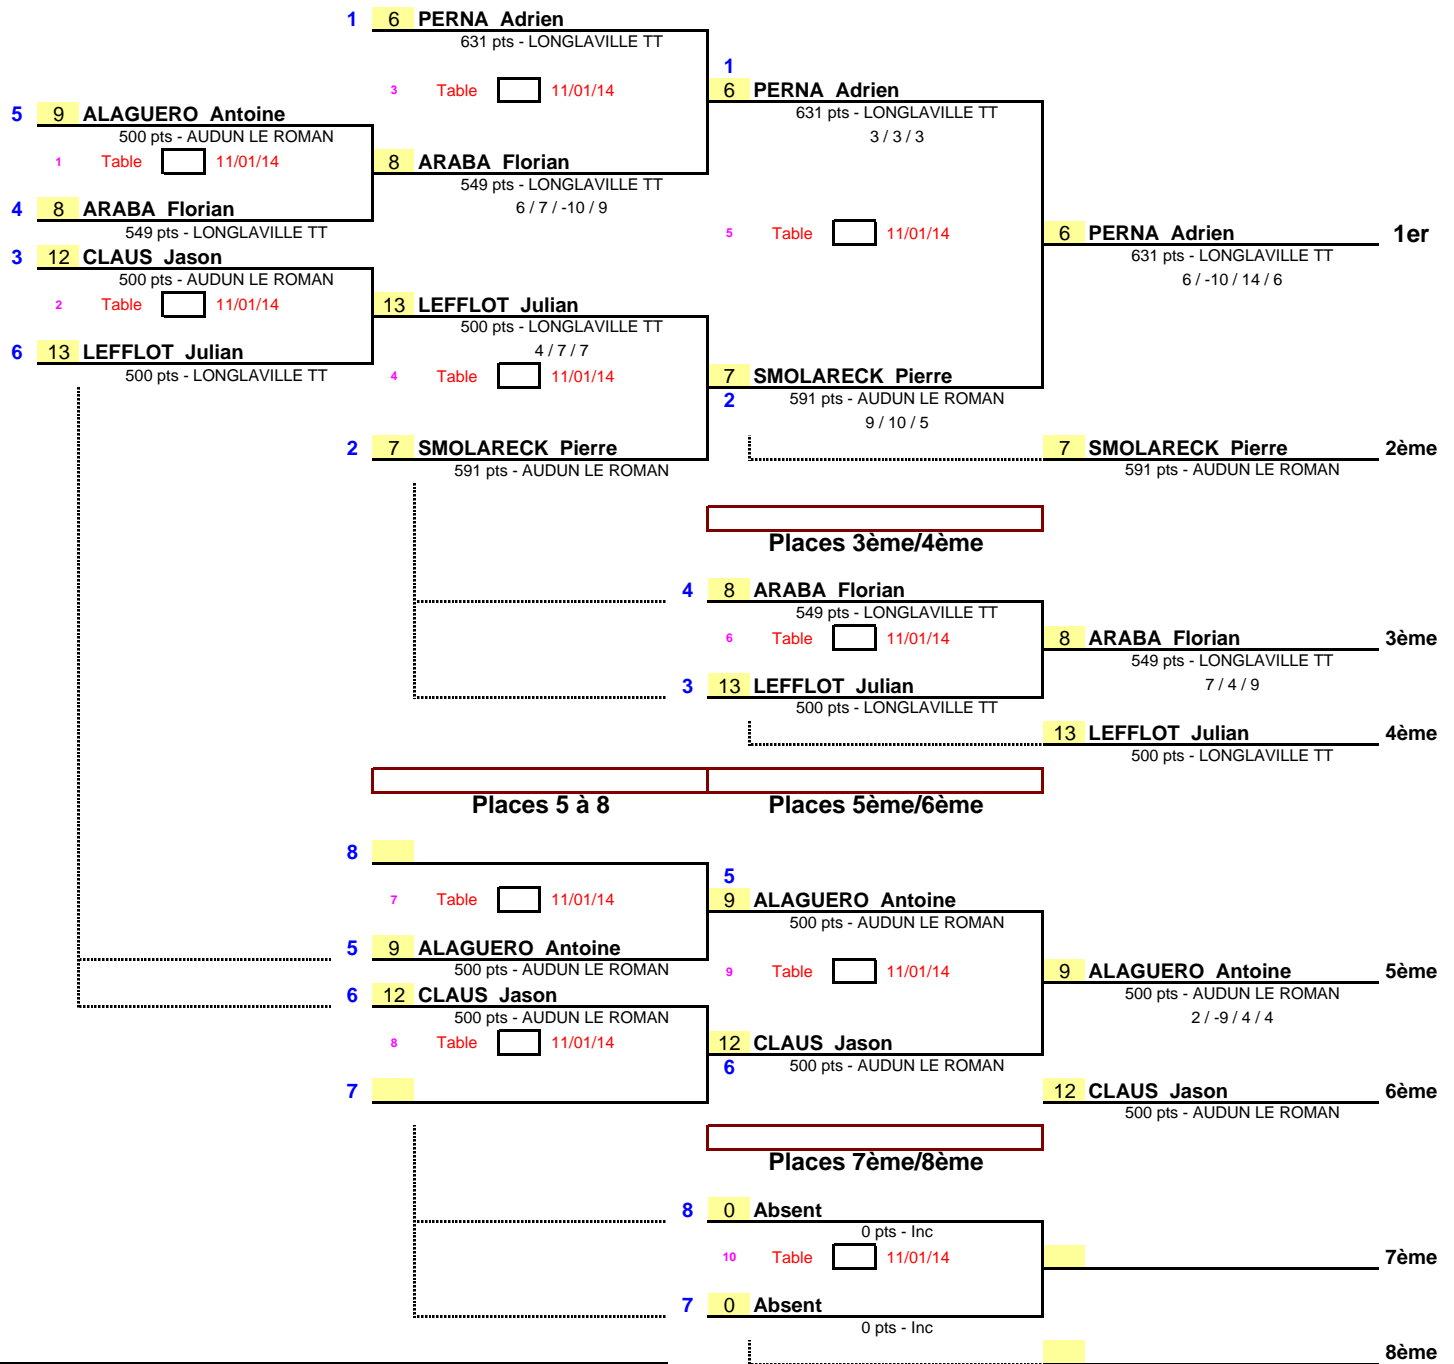 1 6 PERNA Adrien
631 pts - LONGLAVILLE TT
1
3 Table 11/01/14
6 PERNA Adrien
5 9 ALAGUERO Antoine
631 pts - LONGLAVILLE TT
500 pts - AUDUN LE ROMAN
3 / 3 / 3
1 Table 11/01/14
8 ARABA Florian
549 pts - LONGLAVILLE TT
4 8 ARABA Florian
6 / 7 / -10 / 9
549 pts - LONGLAVILLE TT
5 Table 11/01/14
6 PERNA Adrien 1er
3 12 CLAUS Jason
631 pts - LONGLAVILLE TT
500 pts - AUDUN LE ROMAN
6 / -10 / 14 / 6
2 Table 11/01/14
13 LEFFLOT Julian
500 pts - LONGLAVILLE TT
6 13 LEFFLOT Julian
4 / 7 / 7
500 pts - LONGLAVILLE TT
4 Table 11/01/14
7 SMOLARECK Pierre
2 591 pts - AUDUN LE ROMAN
9 / 10 / 5
2 7 SMOLARECK Pierre
7 SMOLARECK Pierre 2ème
591 pts - AUDUN LE ROMAN
591 pts - AUDUN LE ROMAN
Places 3ème/4ème
4 8 ARABA Florian
549 pts - LONGLAVILLE TT
6 Table 11/01/14
8 ARABA Florian 3ème
549 pts - LONGLAVILLE TT
3 13 LEFFLOT Julian
7 / 4 / 9
500 pts - LONGLAVILLE TT
13 LEFFLOT Julian 4ème
500 pts - LONGLAVILLE TT
Places 5 à 8
Places 5ème/6ème
8
5
7 Table 11/01/14
9 ALAGUERO Antoine
500 pts - AUDUN LE ROMAN
5 9 ALAGUERO Antoine
500 pts - AUDUN LE ROMAN
9 Table 11/01/14
9 ALAGUERO Antoine 5ème
6 12 CLAUS Jason
500 pts - AUDUN LE ROMAN
500 pts - AUDUN LE ROMAN
2 / -9 / 4 / 4
8 Table 11/01/14
12 CLAUS Jason
6 500 pts - AUDUN LE ROMAN
7
12 CLAUS Jason 6ème
500 pts - AUDUN LE ROMAN
Places 7ème/8ème
8 0 Absent
0 pts - Inc
10 Table 11/01/14
7ème
7 0 Absent
0 pts - Inc
8ème